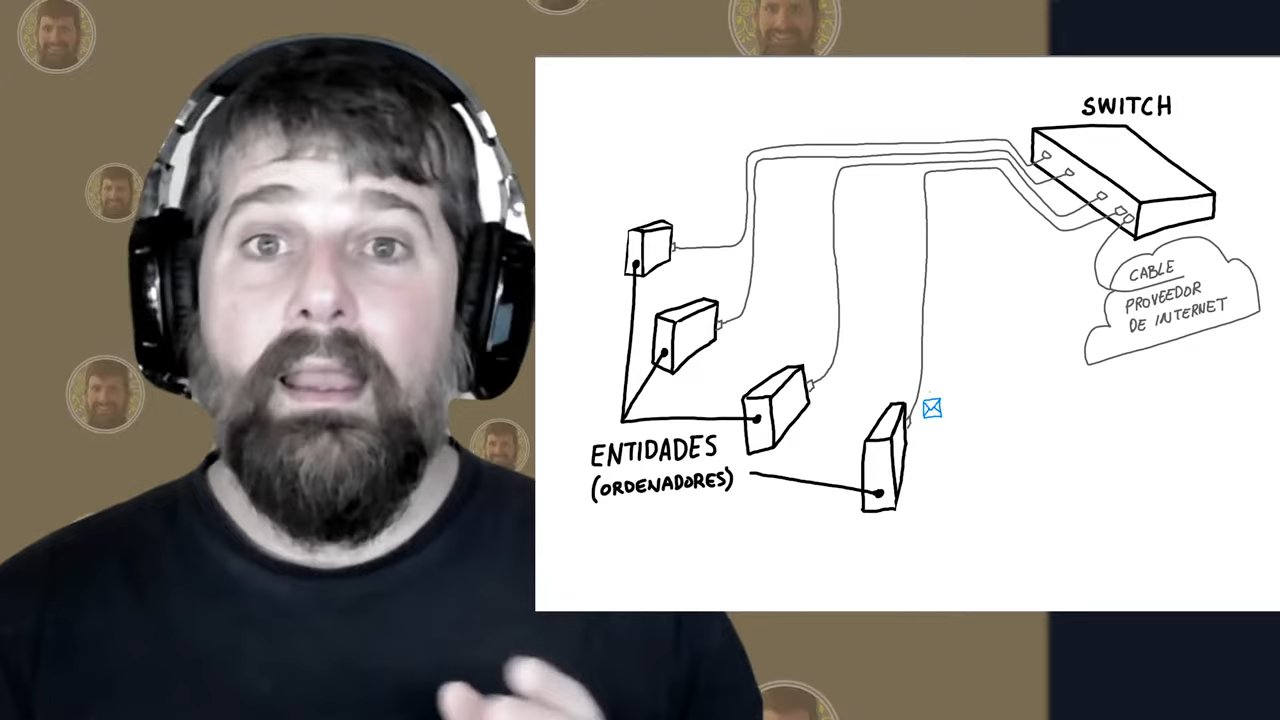 SWITCH
CABLE
PROVEEDOR
DE INTERNET
ENTIDADES
(ORDENADORES)